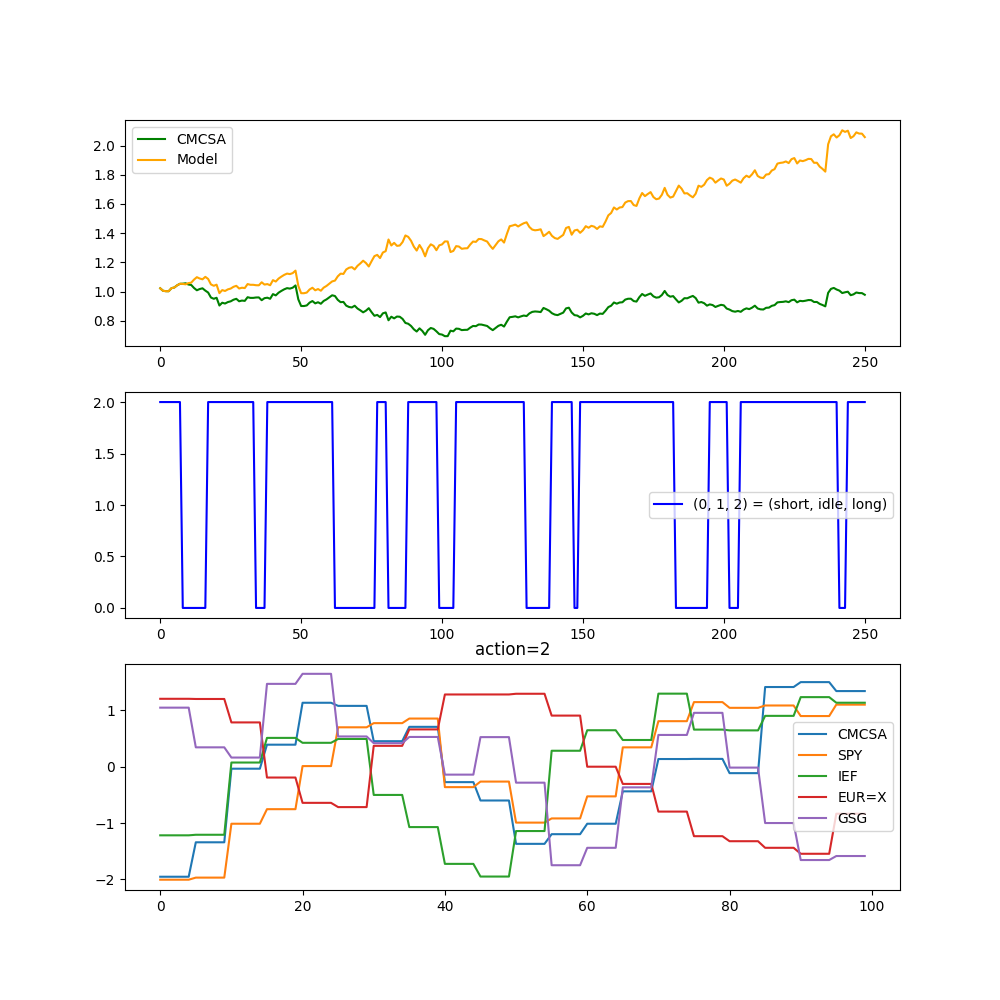 CMCSA
Model
2.0
1.8
1.6
1.4
1.2
1.0
0.8
0 50 100 150 200 250
2.0
1.5
1.0
0.5
0.0
(0, 1, 2) = (short, idle, long)
0 50 100 150 200 250
action=2
1
0
−1
−2
CMCSA
SPY
IEF
EUR=X
GSG
0 20 40 60 80 100